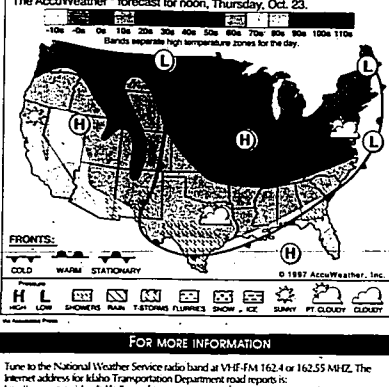 The AccuWeather® forecast for noon, Thursday, Oct. 23.
-10s -0s 0s 10s 20s 30s 40s 50s 60s 70s 80s 90s 100s 110s
Bands separate high temperature zones for the day.
L
L
H
H
L
H
FRONTS:
COLD WARM STATIONARY
© 1997 AccuWeather, Inc.
Pressure
H L
HIGH LOW SHOWERS RAIN T-STORMS FLURRIES SNOW ICE SUNNY PT. CLOUDY CLOUDY
Via Associated Press
FOR MORE INFORMATION
Tune to the National Weather Service radio band at VHF-FM 162.4 or 162.55 MHZ. The
Internet address for Idaho Transportation Department road reports is: